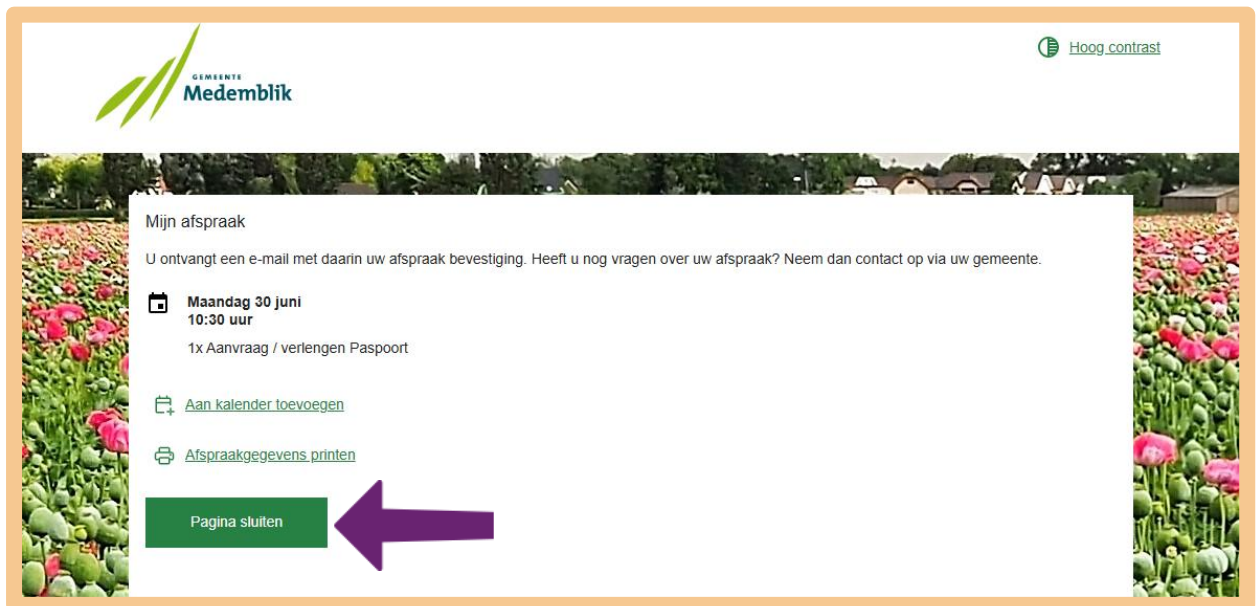 GEMEENTE
Medemblik
Hoog contrast
Mijn afspraak
U ontvangt een e-mail met daarin uw afspraak bevestiging. Heeft u nog vragen over uw afspraak? Neem dan contact op via uw gemeente.
Maandag 30 juni
10:30 uur
1x Aanvraag / verlengen Paspoort
Aan kalender toevoegen
Afspraakgegevens printen
Pagina sluiten